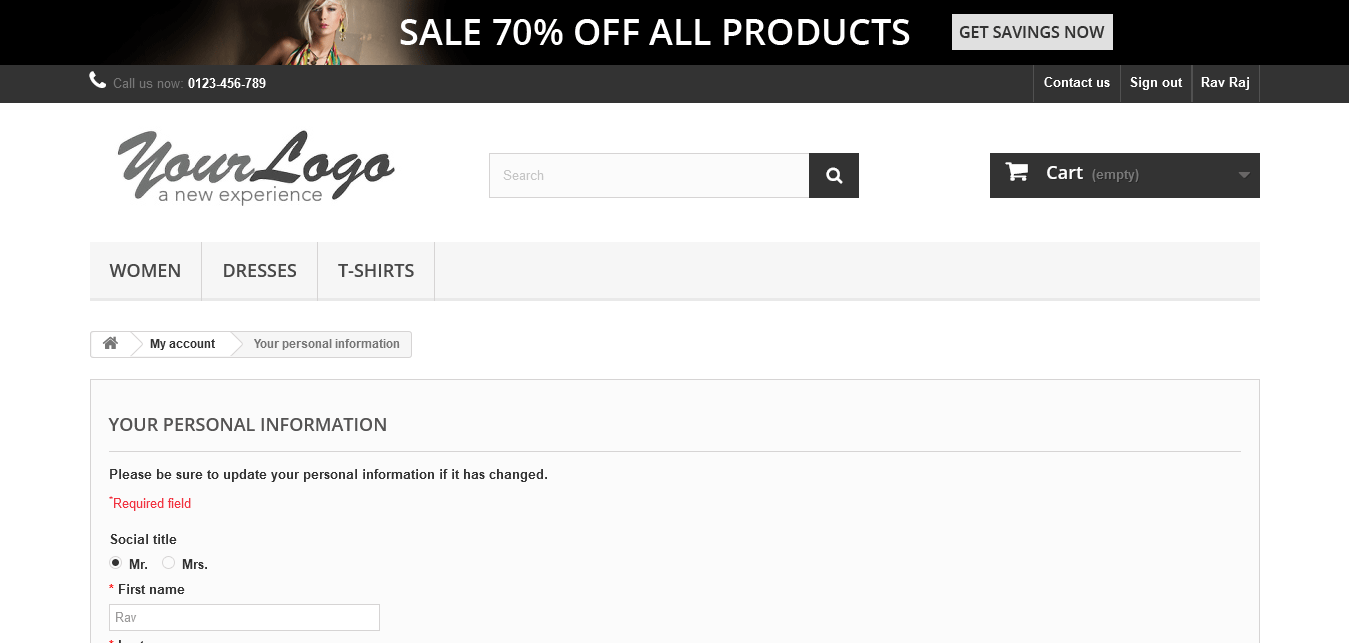 SALE 70% OFF ALL PRODUCTS GET SAVINGS NOW
Call us now: 0123-456-789 Contact us Sign out Rav Raj
YourLogo
a new experience
Search
Cart (empty)
WOMEN DRESSES T-SHIRTS
My account Your personal information
YOUR PERSONAL INFORMATION
Please be sure to update your personal information if it has changed.
*Required field
Social title
Mr. Mrs.
* First name
Rav